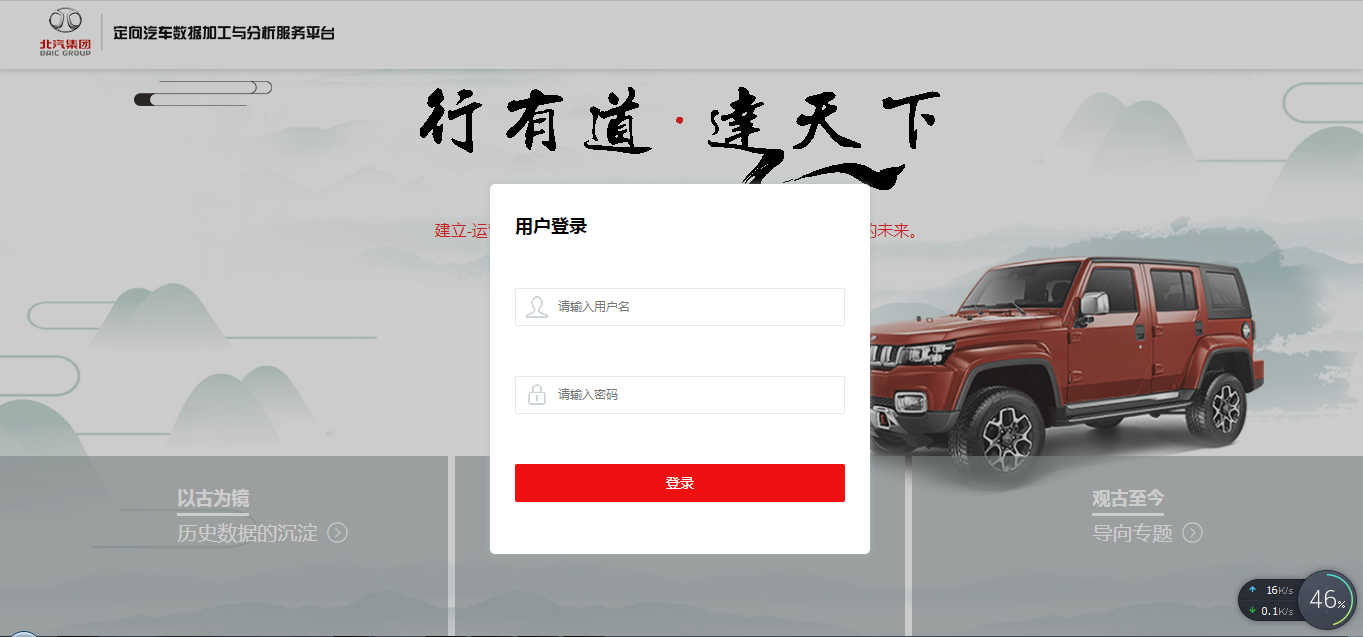 北汽集团
BAIC GROUP
定向汽车数据加工与分析服务平台
行有道·達天下
建立-运
的未来。
用户登录
请输入用户名
请输入密码
登录
以古为镜
历史数据的沉淀
观古至今
导向专题
16K/s
0.1K/s
46%